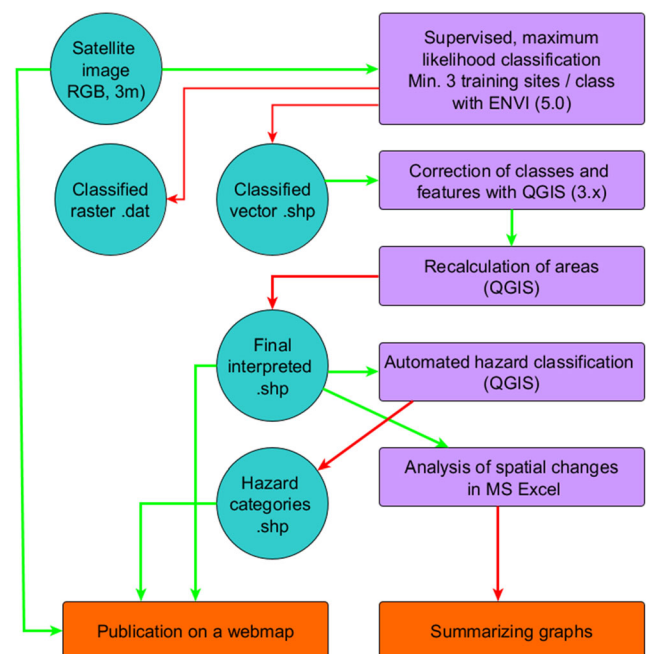 Satellite
image
RGB, 3m)
Supervised, maximum
likelihood classification
Min. 3 training sites / class
with ENVI (5.0)
Classified
raster .dat
Classified
vector .shp
Correction of classes and
features with QGIS (3.x)
Recalculation of areas
(QGIS)
Final
interpreted
.shp
Automated hazard classification
(QGIS)
Hazard
categories
.shp
Analysis of spatial changes
in MS Excel
Publication on a webmap
Summarizing graphs